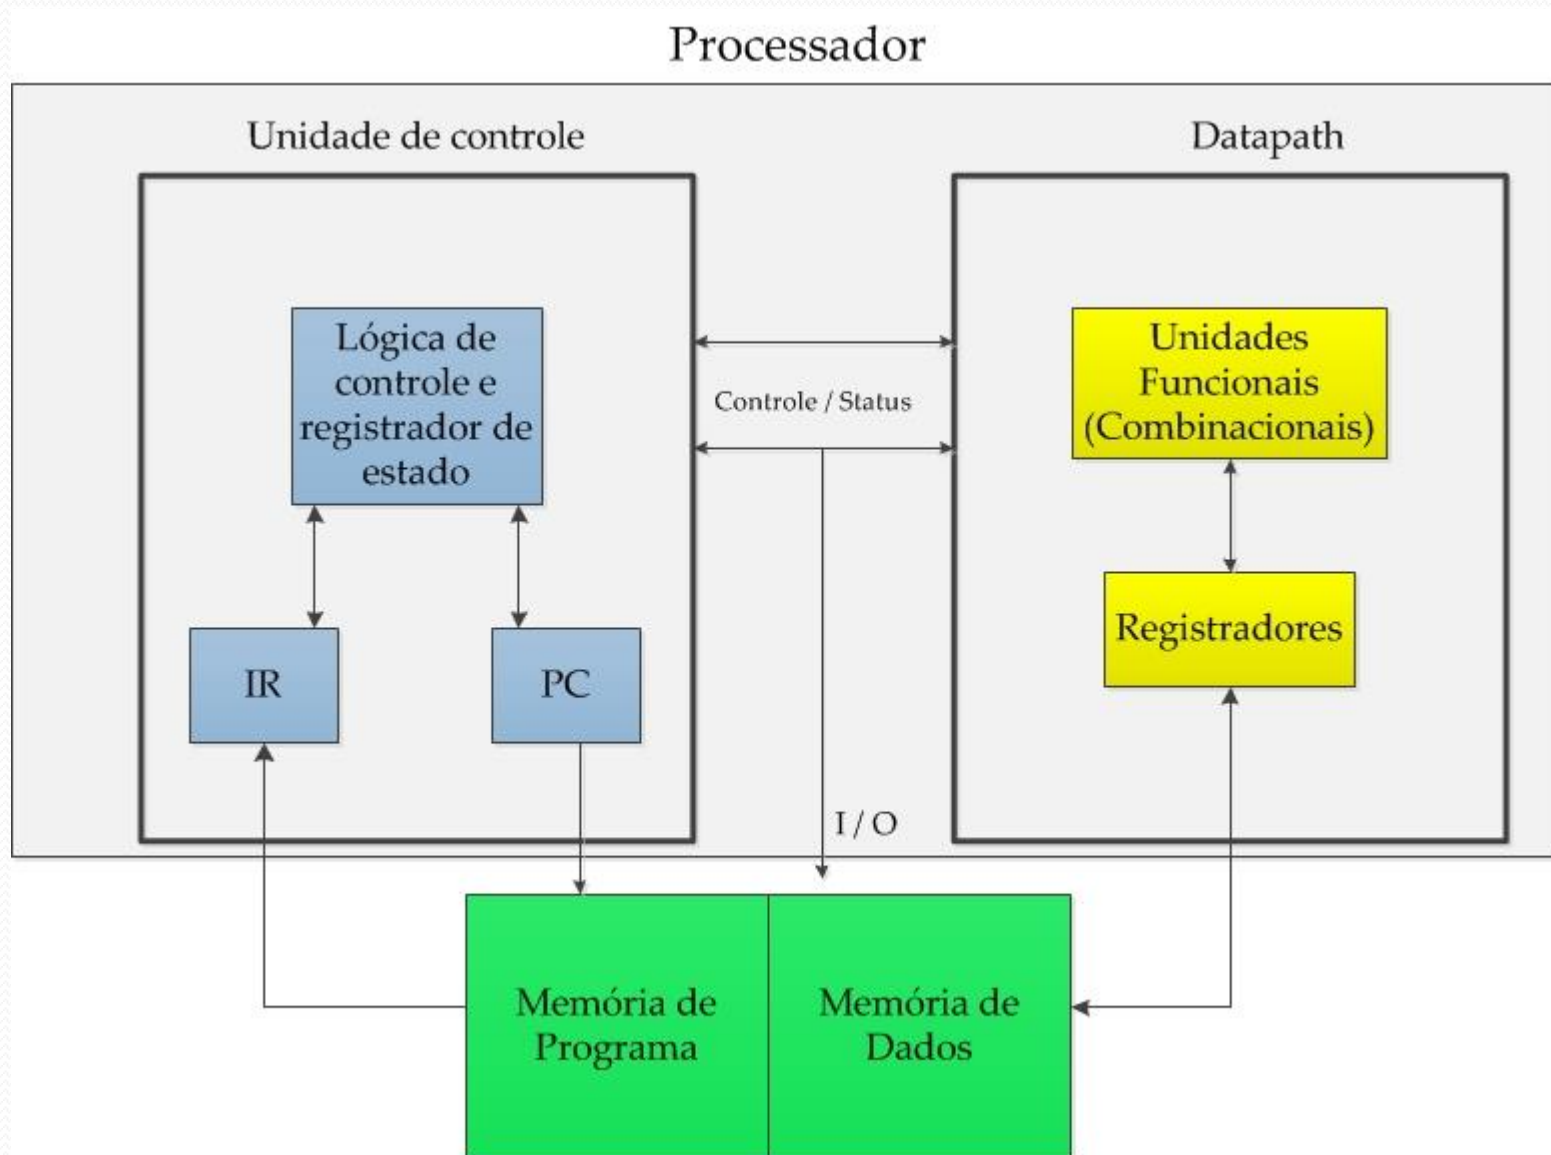 Processador
Unidade de controle
Datapath
Lógica de
controle e
registrador de
estado
Controle / Status
Unidades
Funcionais
(Combinacionais)
Registradores
IR
PC
I / O
Memória de
Programa
Memória de
Dados